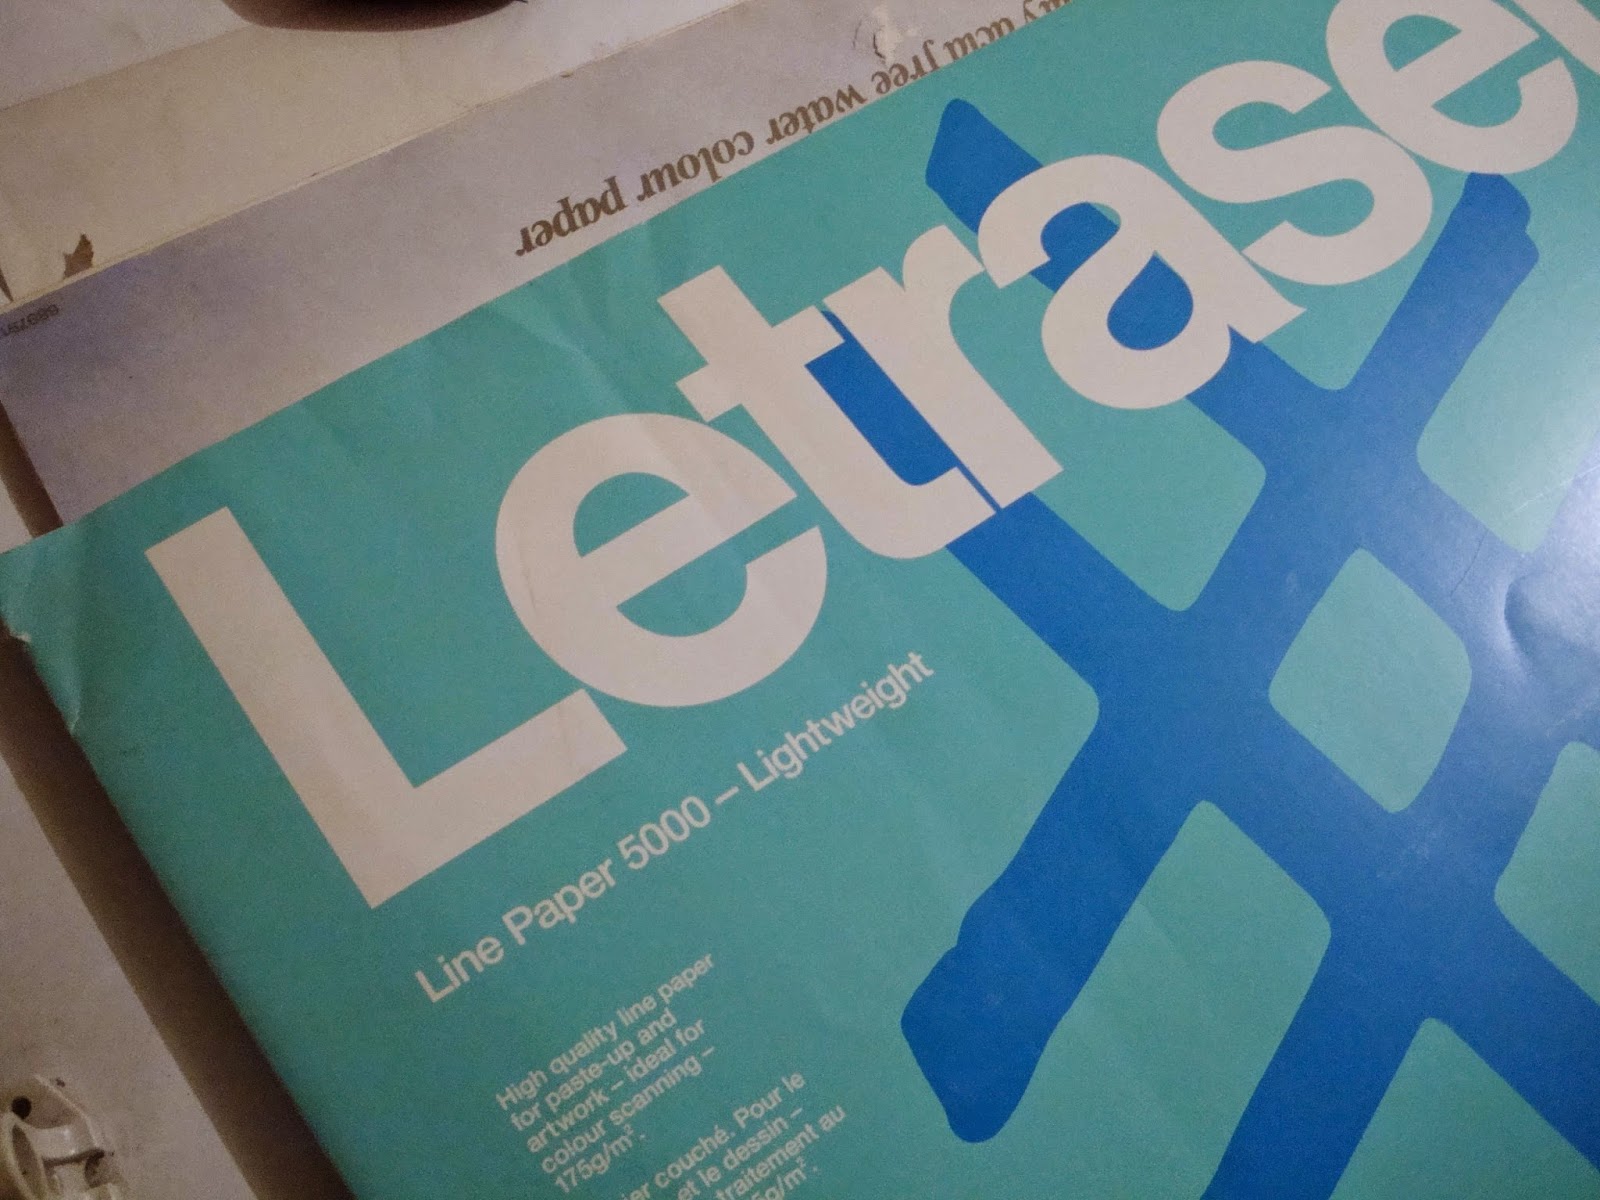 acid free water colour paper
Letraset
Line Paper 5000 – Lightweight
High quality line paper
for paste-up and
artwork – ideal for
colour scanning –
175g/m².
couché. Pour le
et le dessin –
traitement au
g/m².